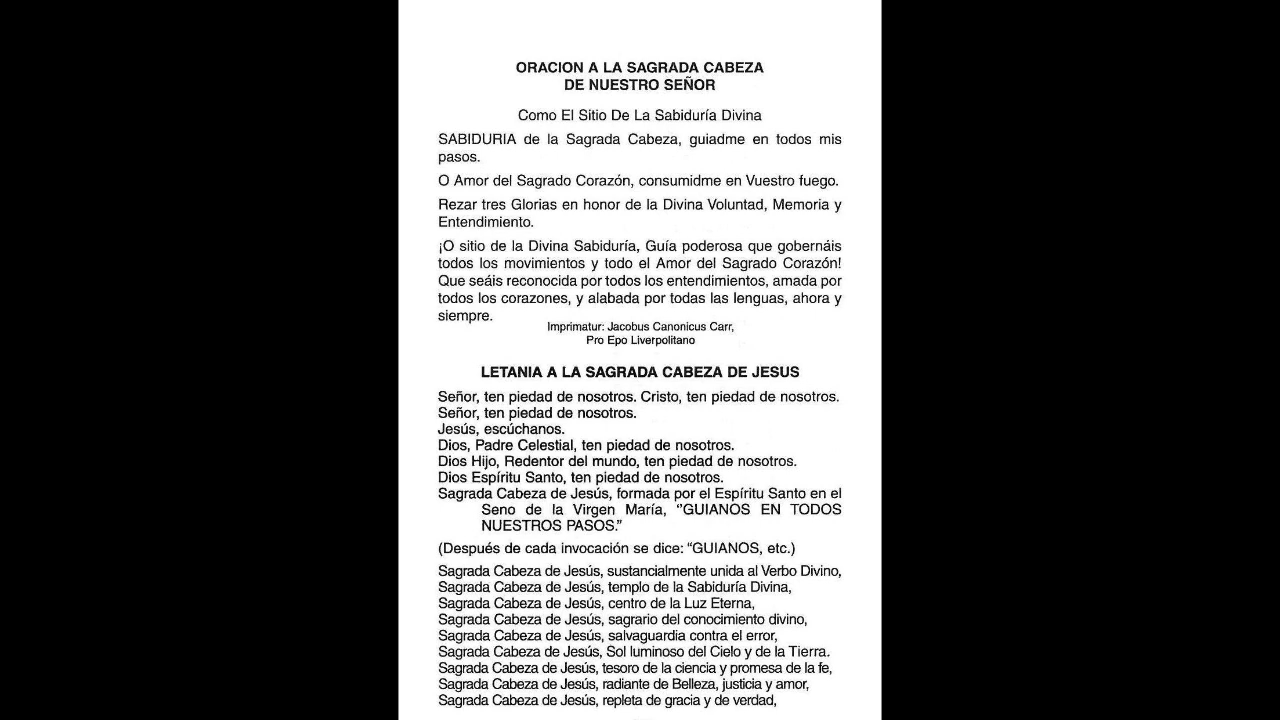 ORACION A LA SAGRADA CABEZA
DE NUESTRO SEÑOR
Como El Sitio De La Sabiduría Divina
SABIDURIA de la Sagrada Cabeza, guiadme en todos mis
pasos.
O Amor del Sagrado Corazón, consumidme en Vuestro fuego.
Rezar tres Glorias en honor de la Divina Voluntad, Memoria y
Entendimiento.
¡O sitio de la Divina Sabiduría, Guía poderosa que gobernáis
todos los movimientos y todo el Amor del Sagrado Corazón!
Que seáis reconocida por todos los entendimientos, amada por
todos los corazones, y alabada por todas las lenguas, ahora y
siempre.
Imprimatur: Jacobus Canonicus Carr,
Pro Epo Liverpolitano
LETANIA A LA SAGRADA CABEZA DE JESUS
Señor, ten piedad de nosotros. Cristo, ten piedad de nosotros.
Señor, ten piedad de nosotros.
Jesús, escúchanos.
Dios, Padre Celestial, ten piedad de nosotros.
Dios Hijo, Redentor del mundo, ten piedad de nosotros.
Dios Espíritu Santo, ten piedad de nosotros.
Sagrada Cabeza de Jesús, formada por el Espíritu Santo en el
Seno de la Virgen María, “GUIANOS EN TODOS
NUESTROS PASOS.”
(Después de cada invocación se dice: “GUIANOS, etc.)
Sagrada Cabeza de Jesús, sustancialmente unida al Verbo Divino,
Sagrada Cabeza de Jesús, templo de la Sabiduría Divina,
Sagrada Cabeza de Jesús, centro de la Luz Eterna,
Sagrada Cabeza de Jesús, sagrario del conocimiento divino,
Sagrada Cabeza de Jesús, salvaguardia contra el error,
Sagrada Cabeza de Jesús, Sol luminoso del Cielo y de la Tierra.
Sagrada Cabeza de Jesús, tesoro de la ciencia y promesa de la fe,
Sagrada Cabeza de Jesús, radiante de Belleza, justicia y amor,
Sagrada Cabeza de Jesús, repleta de gracia y de verdad,